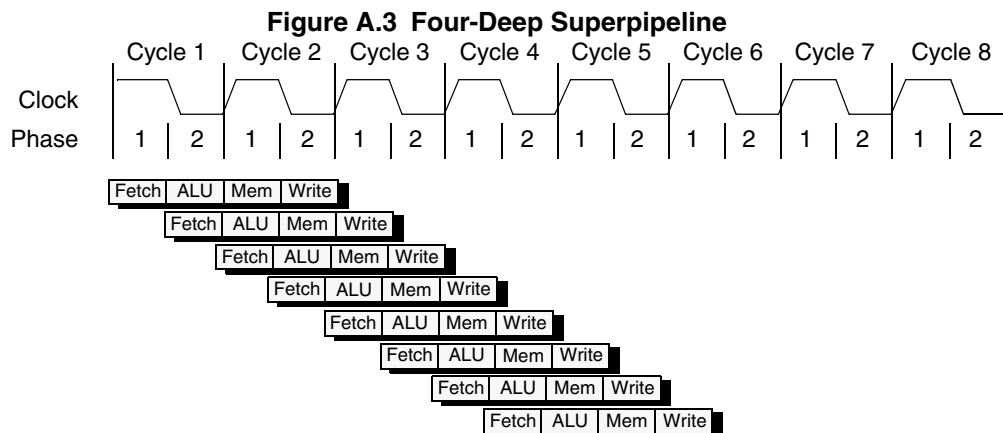 Figure A.3 Four-Deep Superpipeline
Cycle 1 Cycle 2 Cycle 3 Cycle 4 Cycle 5 Cycle 6 Cycle 7 Cycle 8
Clock
Phase 1 2 1 2 1 2 1 2 1 2 1 2 1 2 1 2
Fetch ALU Mem Write
Fetch ALU Mem Write
Fetch ALU Mem Write
Fetch ALU Mem Write
Fetch ALU Mem Write
Fetch ALU Mem Write
Fetch ALU Mem Write
Fetch ALU Mem Write